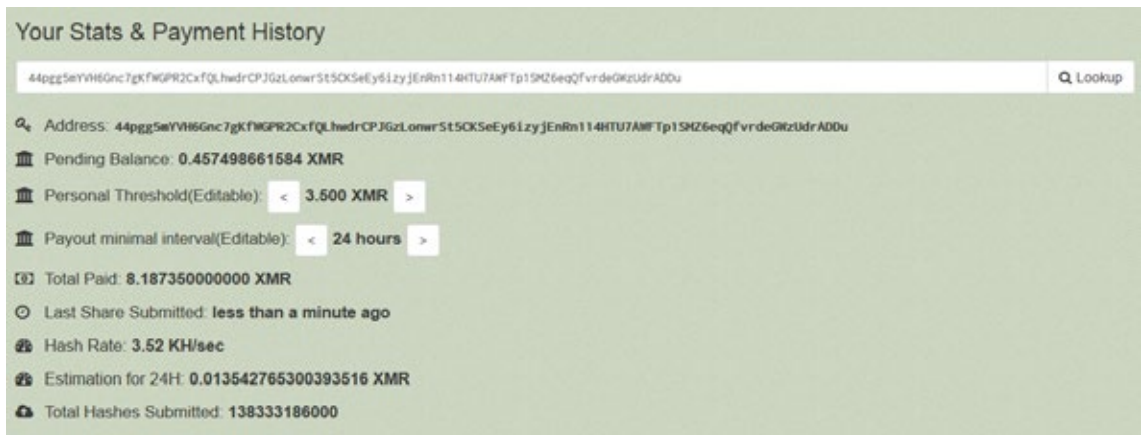 Your Stats & Payment History
Lookup
Address:
Pending Balance: 0.457498661584 XMR
Personal Threshold(Editable): < 3.500 XMR >
Payout minimal interval(Editable): < 24 hours >
Total Paid: 8.187350000000 XMR
Last Share Submitted: less than a minute ago
Hash Rate: 3.52 KH/sec
Estimation for 24H: 0.013542765300393516 XMR
Total Hashes Submitted: 138333186000